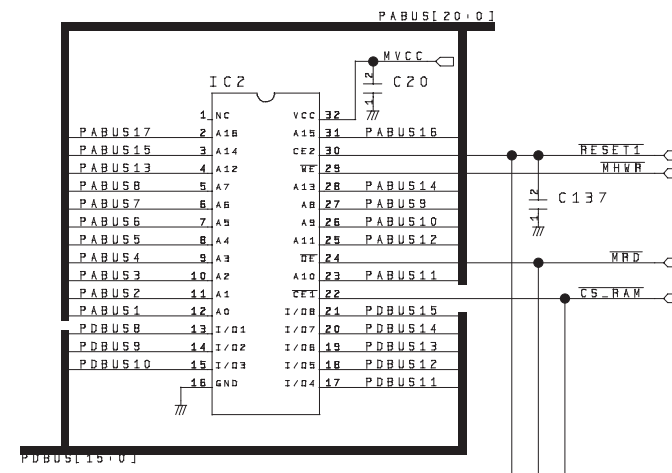 PABUS[20:0]
MVCC
IC2
2
C20
1
1 NC VCC 32
PABUS17 2 A16 A15 31 PABUS16
PABUS15 3 A14 CE2 30 RESET1
PABUS13 4 A12 WE 29 MHWR
PABUS8 5 A7 A13 28 PABUS14
PABUS7 6 A6 A8 27 PABUS9
2
C137
1
PABUS6 7 A5 A9 26 PABUS10
PABUS5 8 A4 A11 25 PABUS12
PABUS4 9 A3 OE 24 MRD
PABUS3 10 A2 A10 23 PABUS11
PABUS2 11 A1 CE1 22 CS_RAM
PABUS1 12 A0 I/O8 21 PDBUS15
PDBUS8 13 I/O1 I/O7 20 PDBUS14
PDBUS9 14 I/O2 I/O6 19 PDBUS13
PDBUS10 15 I/O3 I/O5 18 PDBUS12
16 GND I/O4 17 PDBUS11
PDBUS[15:0]